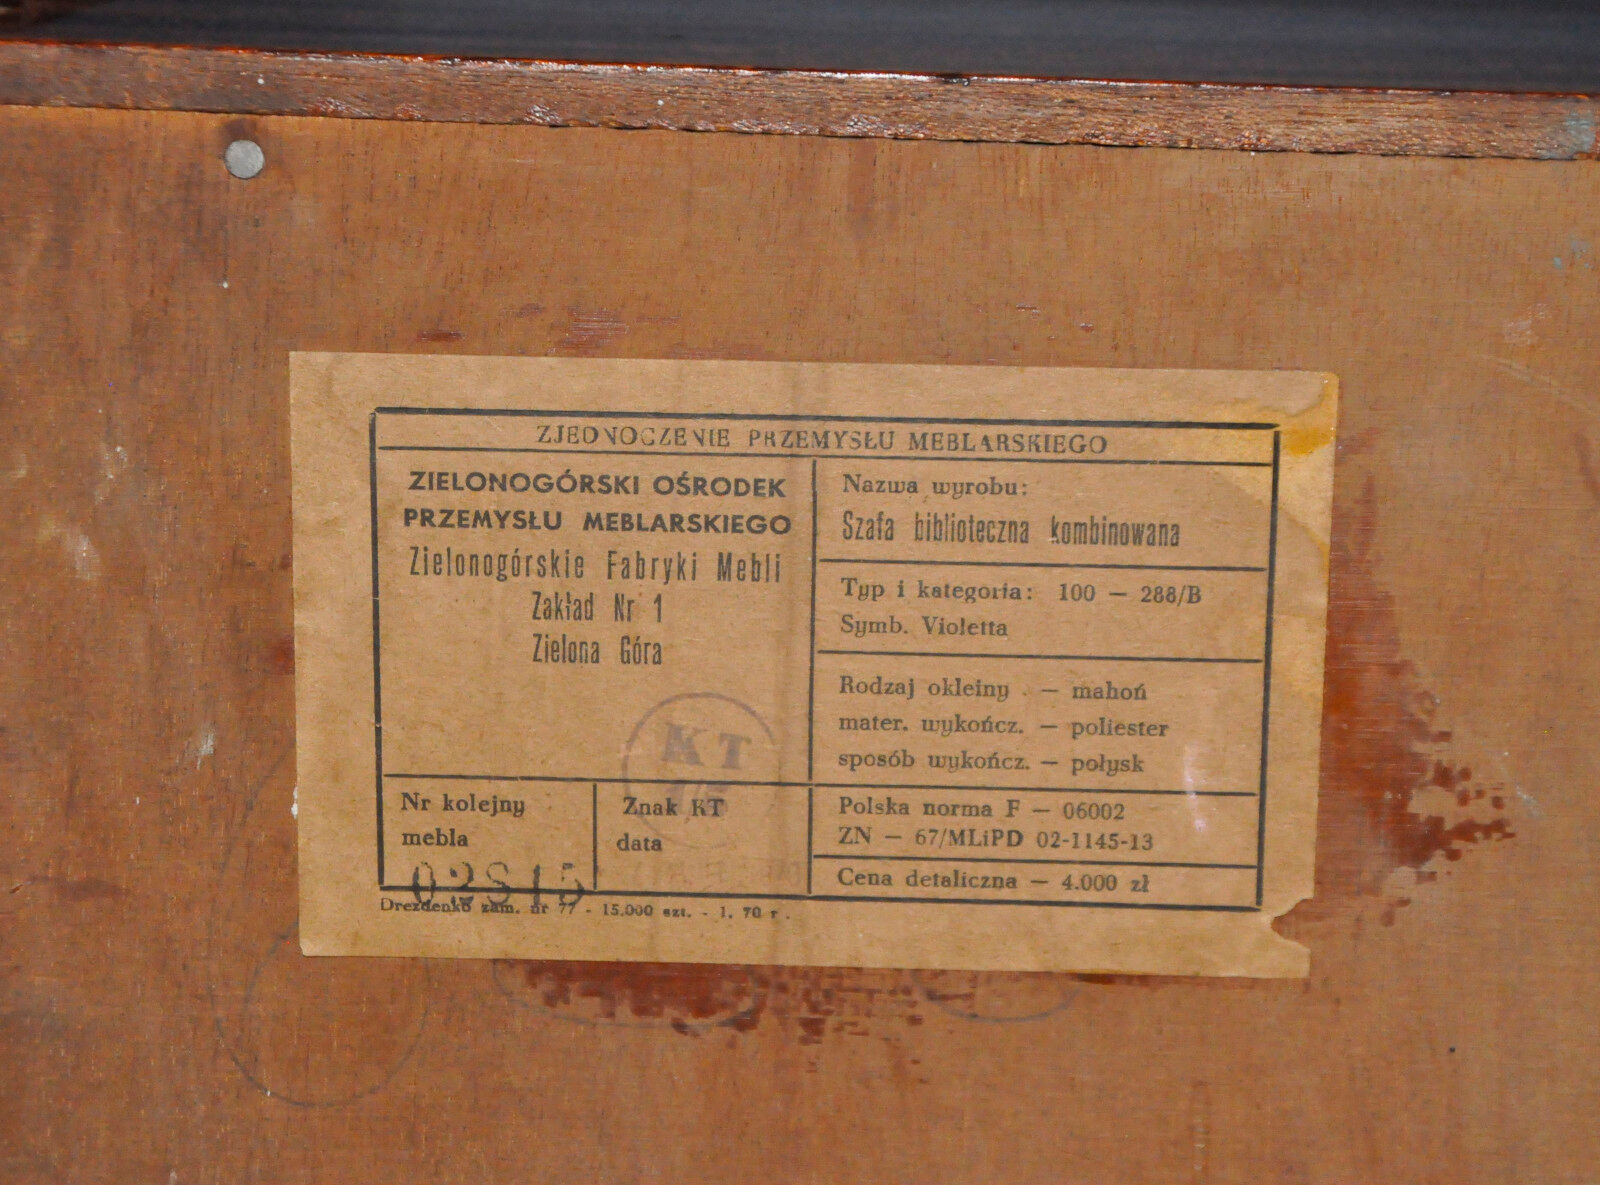 ZJEDNOCZENIE PRZEMYSŁU MEBLARSKIEGO
ZIELONOGÓRSKI OŚRODEK
PRZEMYSŁU MEBLARSKIEGO
Zielonogórskie Fabryki Mebli
Zakład Nr 1
Zielona Góra
KT
Nr kolejny
mebla
Znak KT
data
Nazwa wyrobu:
Szafa biblioteczna kombinowana
Typ i kategoria: 100 — 288/B
Symb. Violetta
Rodzaj okleiny — mahoń
mater. wykończ. — poliester
sposób wykończ. — połysk
Polska norma F — 06002
ZN — 67/MLiPD 02-1145-13
Cena detaliczna — 4.000 zł
Drezdenko zam. nr 77 - 15.000 szt. - 1. 70 r.